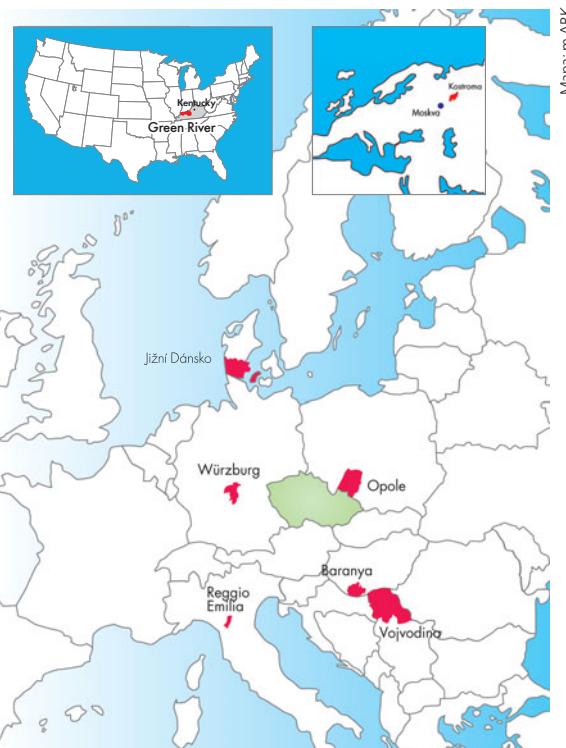 Mapa: m ARK
Kentucky
Green River
Kostroma
Moskva
Jižní Dánsko
Würzburg
Opole
Baranya
Reggio
Emilia
Vojvodina